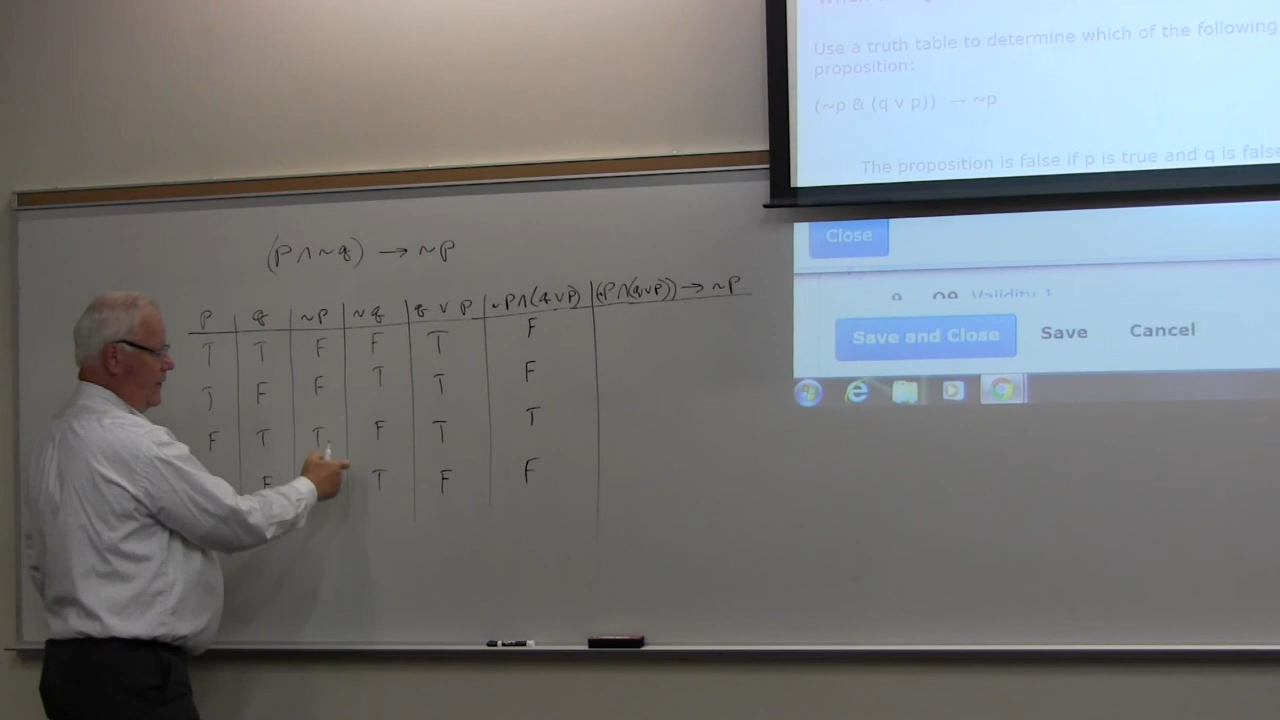 Use a truth table to determine which of the following
proposition:
(~p & (q v p)) → ~p
The proposition is false if p is true and q is false
Close
Save and Close Save Cancel
(P ∧ ~q) → ~P
P q ~P ~q q ∨ P ~P∧(q∨P) (~P∧(q∨P)) → ~P
T T F F T F
T F F T T F
F T T F T T
F T F F